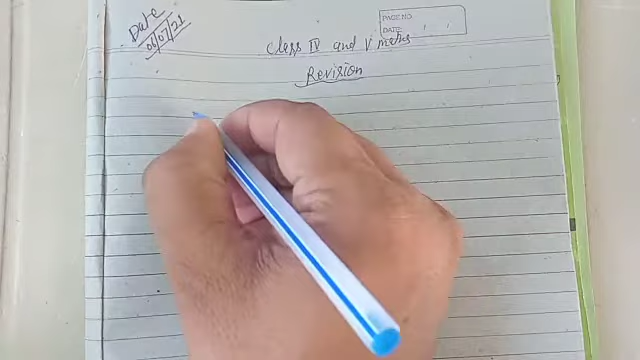 Date
01/07/21
PAGE NO.
DATE / /
Class IV and V maths
Revision